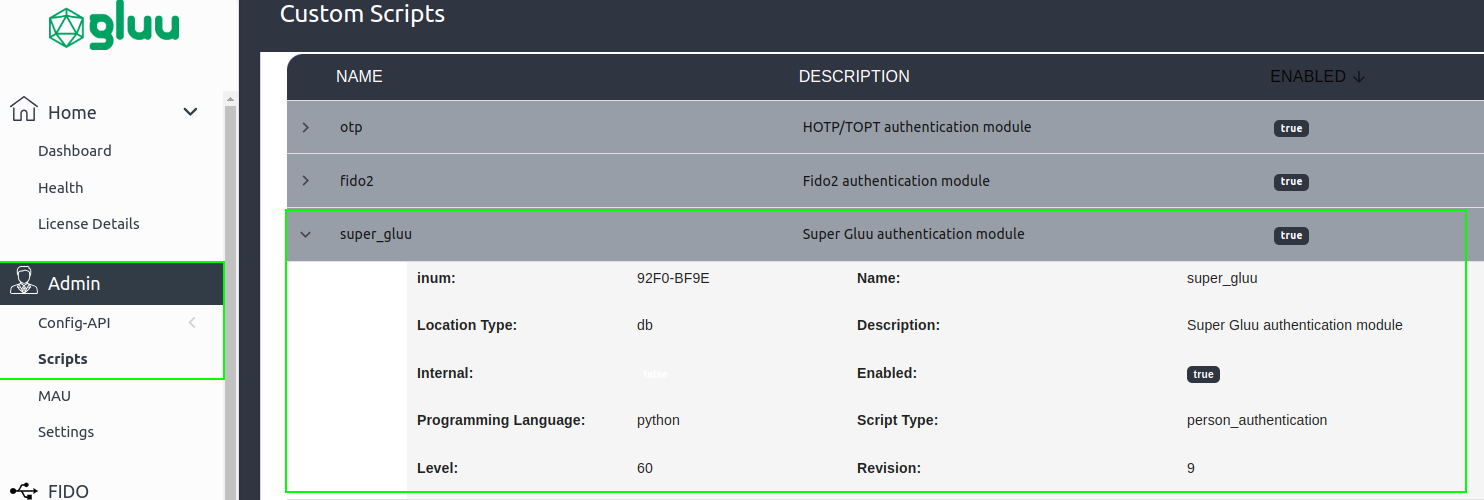 gluu
Custom Scripts
Home
Dashboard
Health
License Details
Admin
Config-API
Scripts
MAU
Settings
FIDO
NAME DESCRIPTION ENABLED ↓
otp HOTP/TOPT authentication module true
fido2 Fido2 authentication module true
super_gluu Super Gluu authentication module true
inum: 92F0-BF9E Name: super_gluu
Location Type: db Description: Super Gluu authentication module
Internal: false Enabled: true
Programming Language: python Script Type: person_authentication
Level: 60 Revision: 9